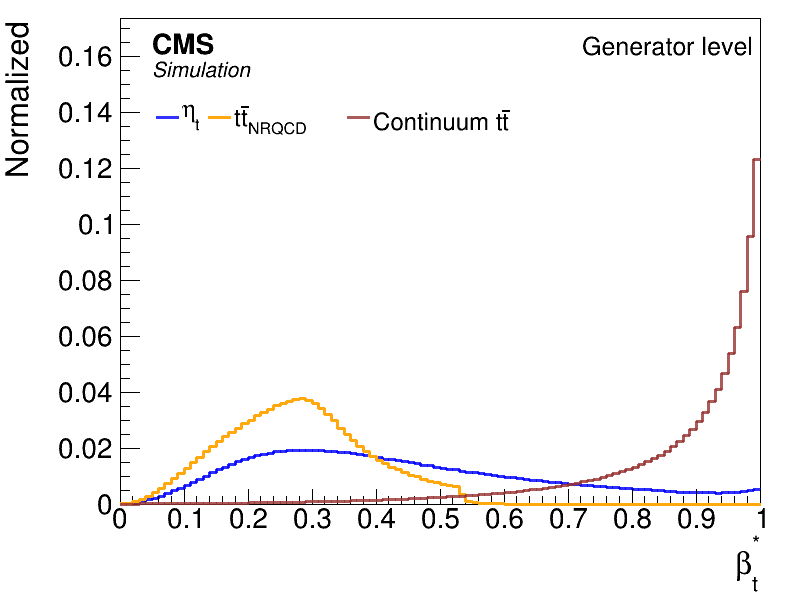 Normalized
CMS
Simulation
Generator level
ηt tt̄NRQCD Continuum tt̄
0.16
0.14
0.12
0.1
0.08
0.06
0.04
0.02
0
0 0.1 0.2 0.3 0.4 0.5 0.6 0.7 0.8 0.9 1
βt*